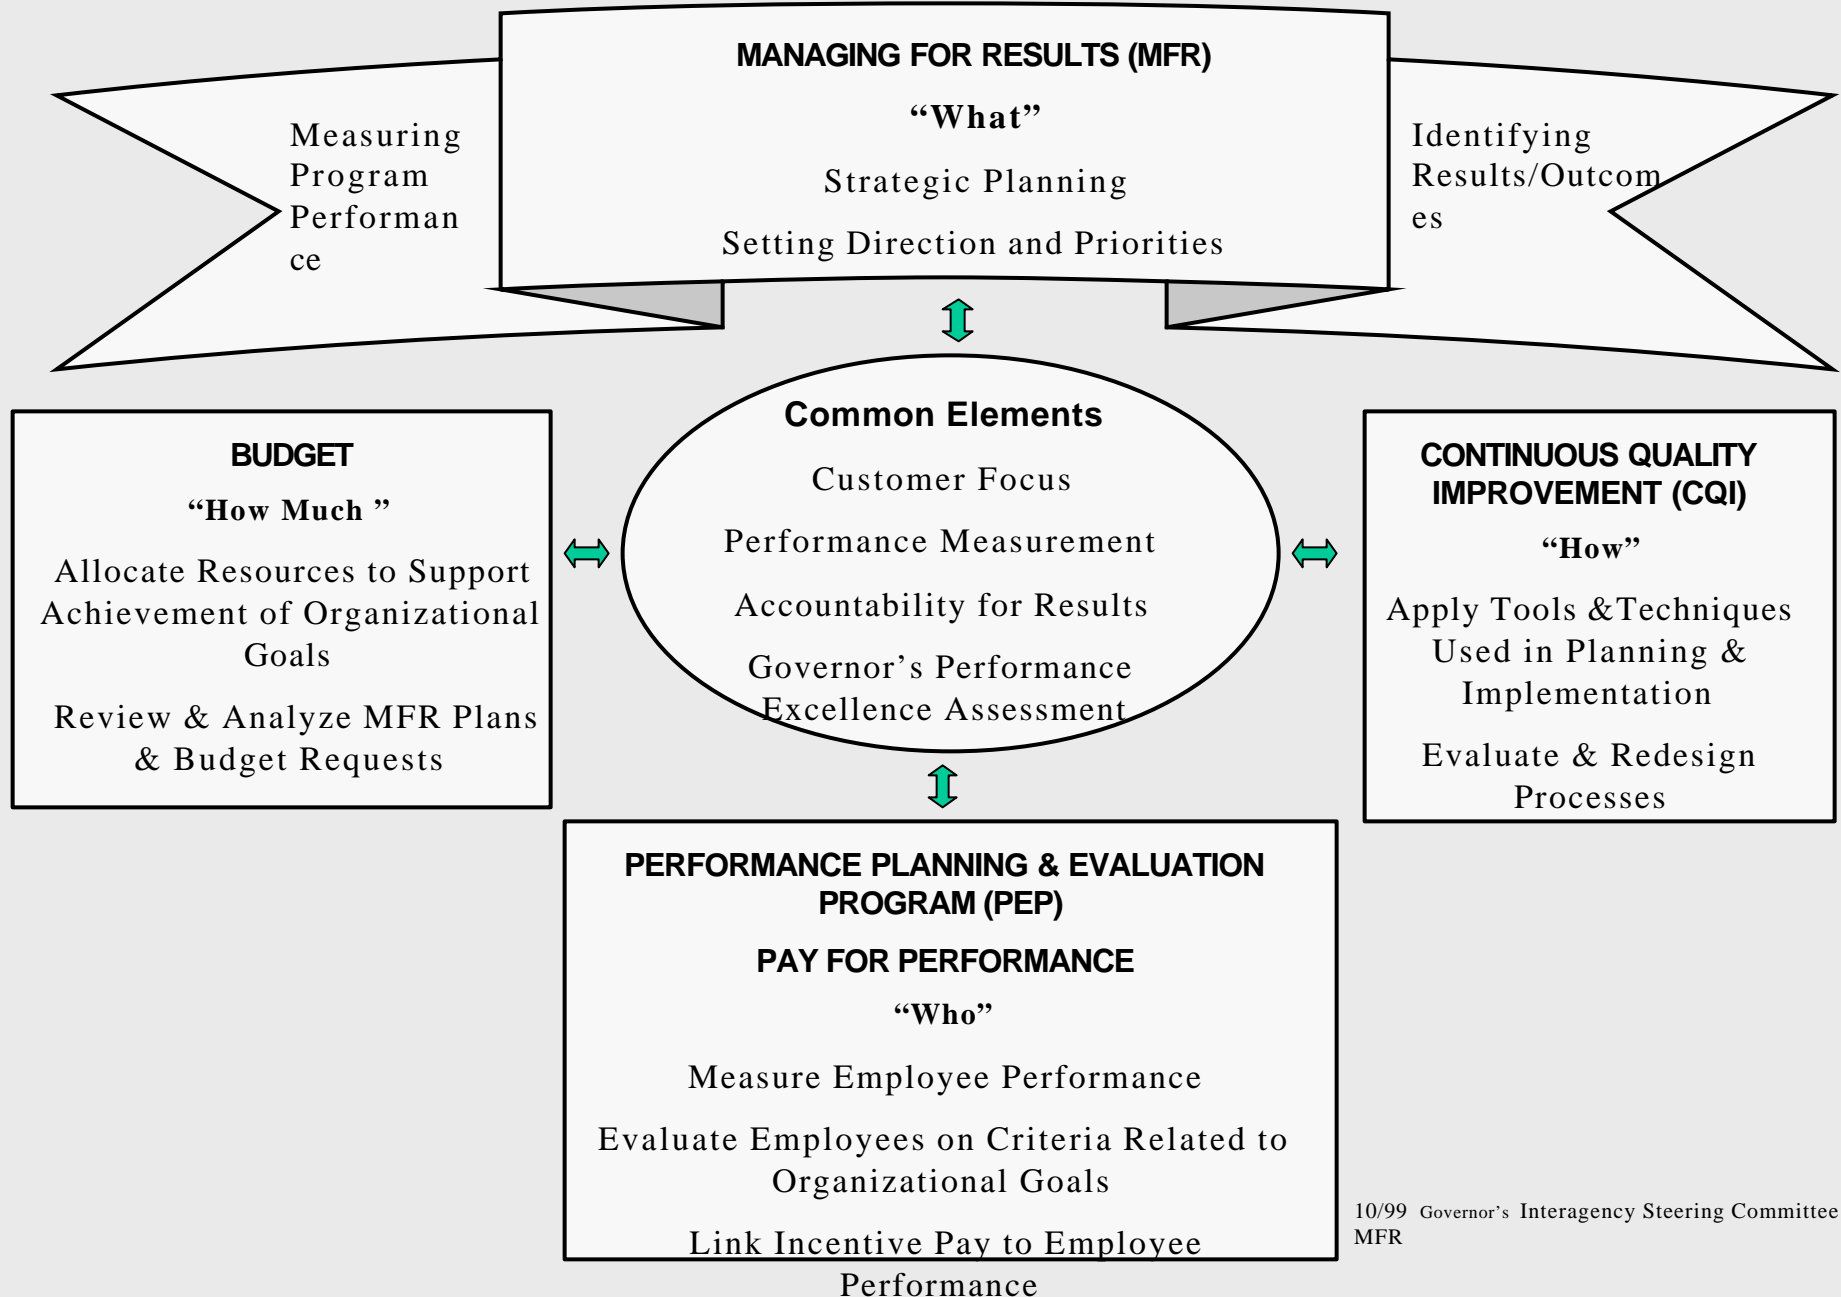 MANAGING FOR RESULTS (MFR)
“What”
Strategic Planning
Setting Direction and Priorities
Measuring
Program
Performan
ce
Identifying
Results/Outcom
es
Common Elements
Customer Focus
Performance Measurement
Accountability for Results
Governor’s Performance
Excellence Assessment
BUDGET
“How Much ”
Allocate Resources to Support
Achievement of Organizational
Goals
Review & Analyze MFR Plans
& Budget Requests
CONTINUOUS QUALITY
IMPROVEMENT (CQI)
“How”
Apply Tools &Techniques
Used in Planning &
Implementation
Evaluate & Redesign
Processes
PERFORMANCE PLANNING & EVALUATION
PROGRAM (PEP)
PAY FOR PERFORMANCE
“Who”
Measure Employee Performance
Evaluate Employees on Criteria Related to
Organizational Goals
Link Incentive Pay to Employee
Performance
10/99 Governor’s Interagency Steering Committee
MFR